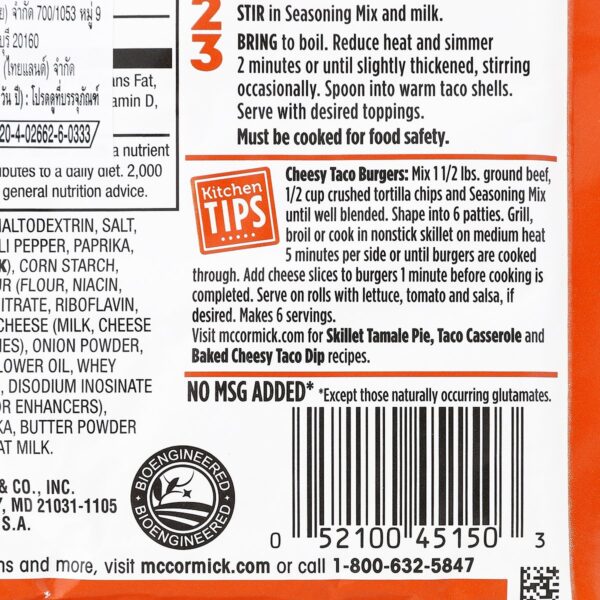 จำกัด 700/1053 หมู่ 9
20160
(ไทยแลนด์) จำกัด
วัน ปี) : โปรดดูที่บรรจุภัณฑ์
20-4-02662-6-0333/
ans Fat,
amin D,
a nutrient
ibutes to a daily diet. 2,000
general nutrition advice.
MALTODEXTRIN, SALT,
LI PEPPER, PAPRIKA,
K), CORN STARCH,
R (FLOUR, NIACIN,
ITRATE, RIBOFLAVIN,
CHEESE (MILK, CHEESE
ES), ONION POWDER,
LOWER OIL, WHEY
, DISODIUM INOSINATE
R ENHANCERS),
KA, BUTTER POWDER
AT MILK.
& CO., INC.
, MD 21031-1105
S.A.
2
STIR in Seasoning Mix and milk.
3
BRING to boil. Reduce heat and simmer
2 minutes or until slightly thickened, stirring
occasionally. Spoon into warm taco shells.
Serve with desired toppings.
Must be cooked for food safety.
Kitchen
TIPS
Cheesy Taco Burgers: Mix 1 1/2 lbs. ground beef,
1/2 cup crushed tortilla chips and Seasoning Mix
until well blended. Shape into 6 patties. Grill,
broil or cook in nonstick skillet on medium heat
5 minutes per side or until burgers are cooked
through. Add cheese slices to burgers 1 minute before cooking is
completed. Serve on rolls with lettuce, tomato and salsa, if
desired. Makes 6 servings.
Visit mccormick.com for Skillet Tamale Pie, Taco Casserole and
Baked Cheesy Taco Dip recipes.
NO MSG ADDED* *Except those naturally occurring glutamates.
BIOENGINEERED
BIOENGINEERED
0 52100 45150 3
ns and more, visit mccormick.com or call 1-800-632-5847